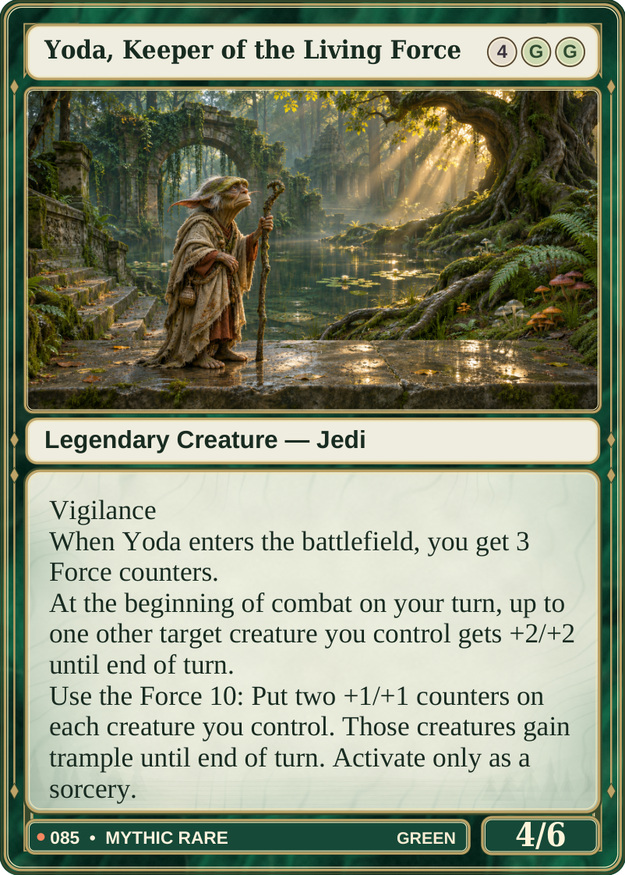 Yoda, Keeper of the Living Force 4 G G
Legendary Creature — Jedi
Vigilance
When Yoda enters the battlefield, you get 3
Force counters.
At the beginning of combat on your turn, up to
one other target creature you control gets +2/+2
until end of turn.
Use the Force 10: Put two +1/+1 counters on
each creature you control. Those creatures gain
trample until end of turn. Activate only as a
sorcery.
085 • MYTHIC RARE GREEN 4/6